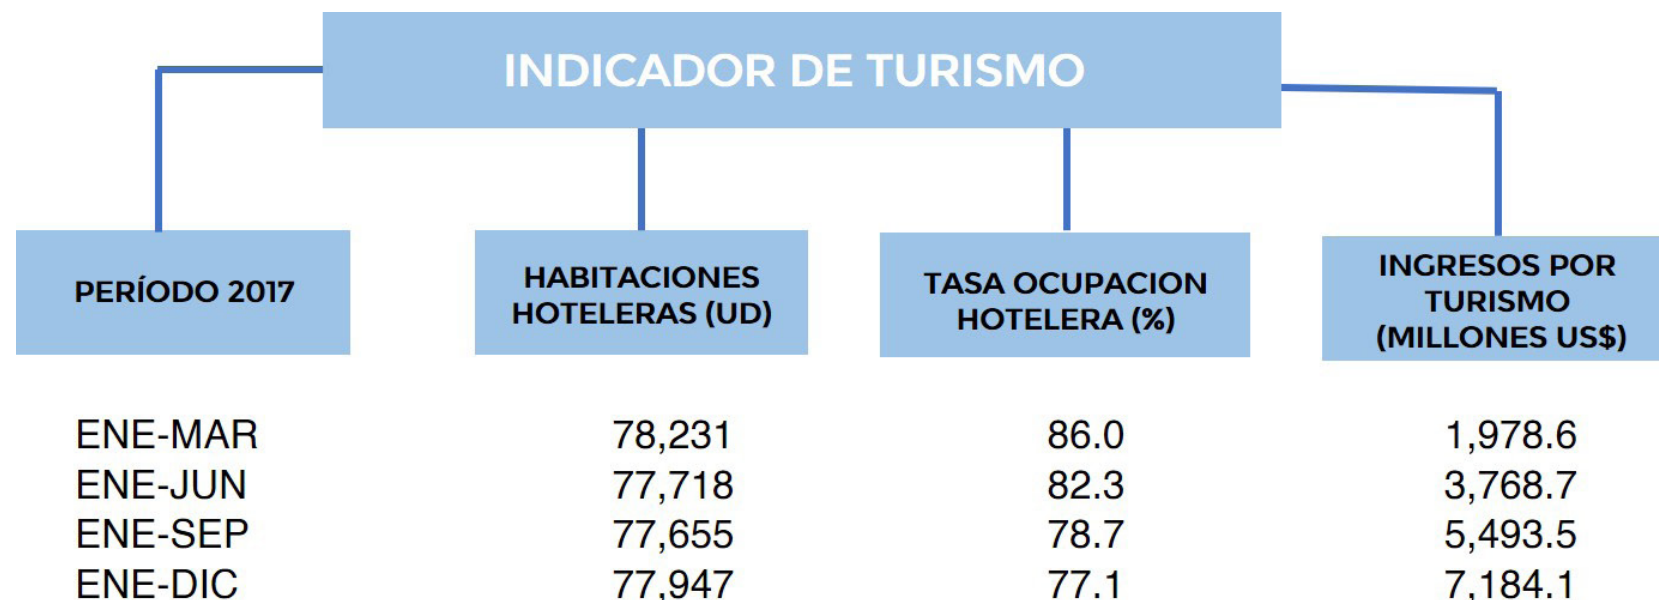 INDICADOR DE TURISMO
PERÍODO 2017
HABITACIONES
HOTELERAS (UD)
TASA OCUPACION
HOTELERA (%)
INGRESOS POR
TURISMO
(MILLONES US$)
ENE-MAR 78,231 86.0 1,978.6
ENE-JUN 77,718 82.3 3,768.7
ENE-SEP 77,655 78.7 5,493.5
ENE-DIC 77,947 77.1 7,184.1